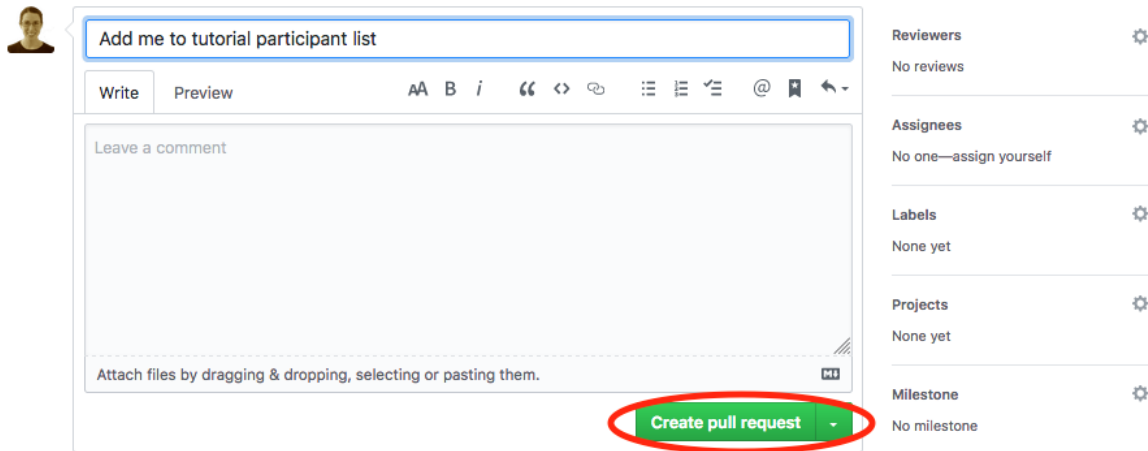 Add me to tutorial participant list
Write Preview AA B i @
Leave a comment
Attach files by dragging & dropping, selecting or pasting them.
Create pull request
Reviewers
No reviews
Assignees
No one—assign yourself
Labels
None yet
Projects
None yet
Milestone
No milestone